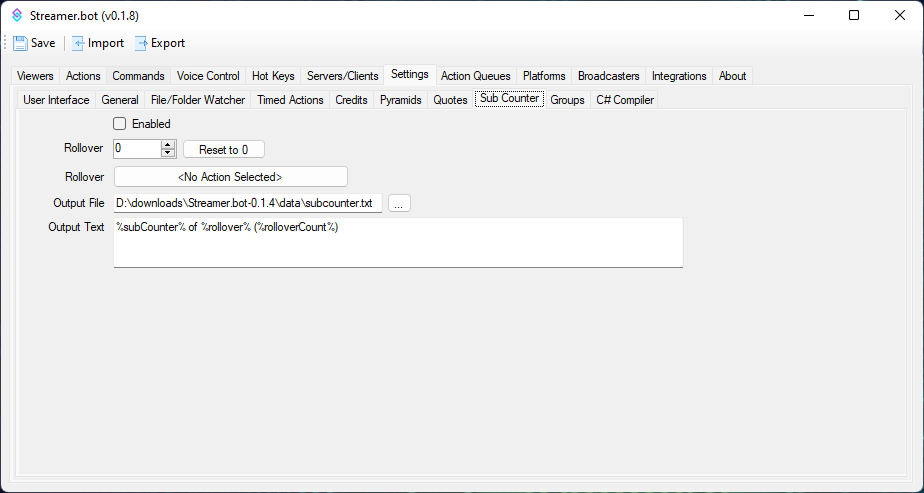 Streamer.bot (v0.1.8)
Save Import Export
Viewers Actions Commands Voice Control Hot Keys Servers/Clients Settings Action Queues Platforms Broadcasters Integrations About
User Interface General File/Folder Watcher Timed Actions Credits Pyramids Quotes Sub Counter Groups C# Compiler
Enabled
Rollover 0 Reset to 0
Rollover <No Action Selected>
Output File D:\downloads\Streamer.bot-0.1.4\data\subcounter.txt ...
Output Text %subCounter% of %rollover% (%rolloverCount%)